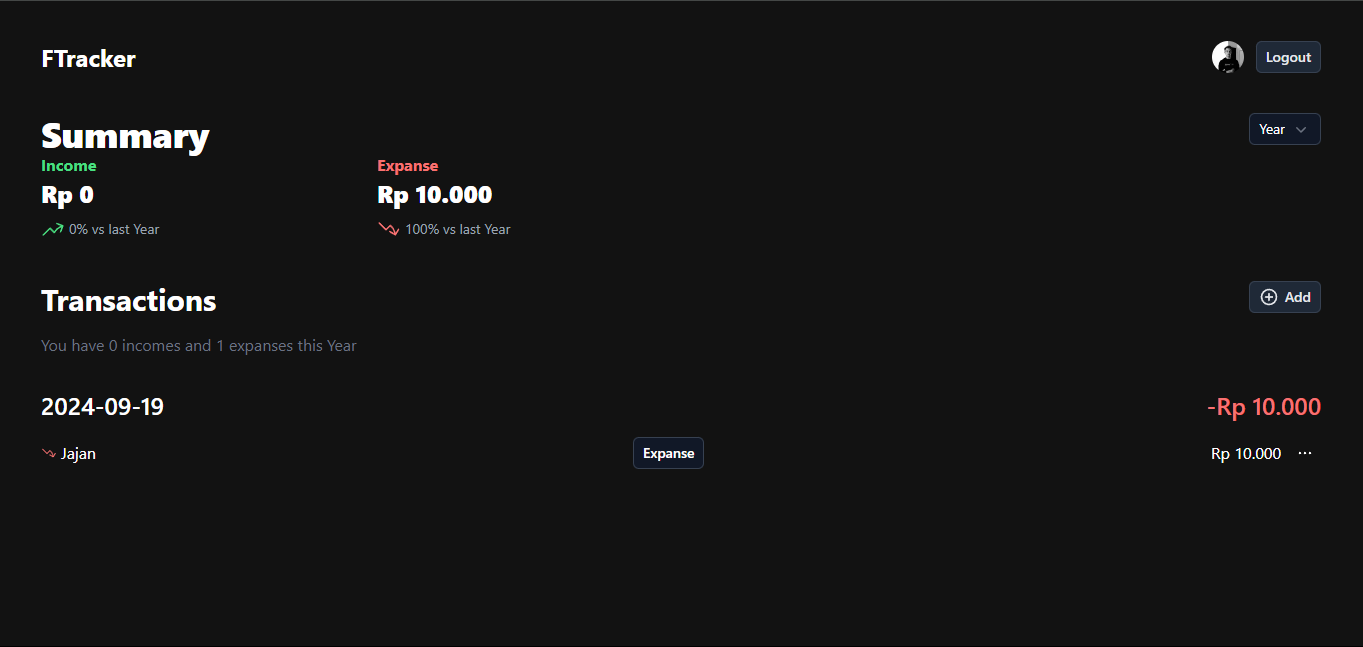 FTracker
Logout
Summary
Year
Income
Expanse
Rp 0
Rp 10.000
0% vs last Year
100% vs last Year
Transactions
Add
You have 0 incomes and 1 expanses this Year
2024-09-19
-Rp 10.000
Jajan
Expanse
Rp 10.000